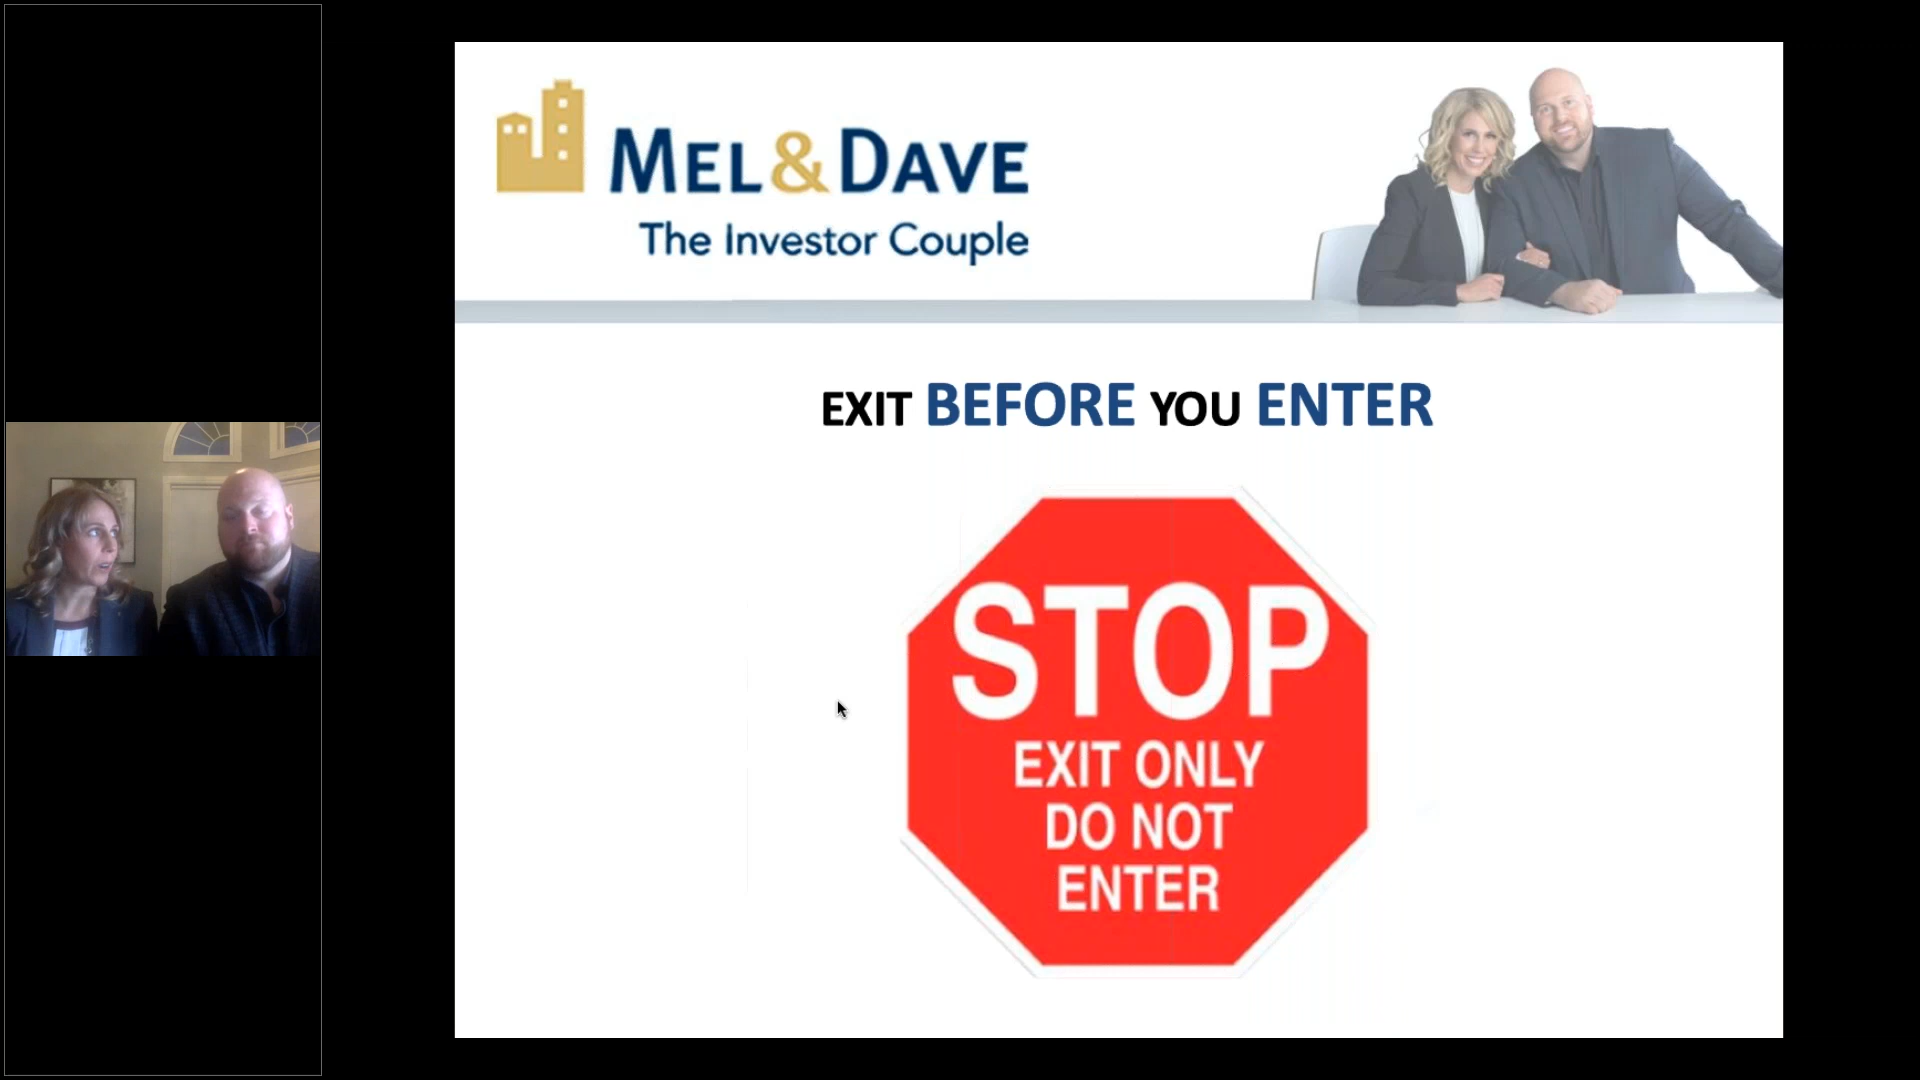 MEL&DAVE
The Investor Couple
EXIT BEFORE YOU ENTER
STOP
EXIT ONLY
DO NOT
ENTER